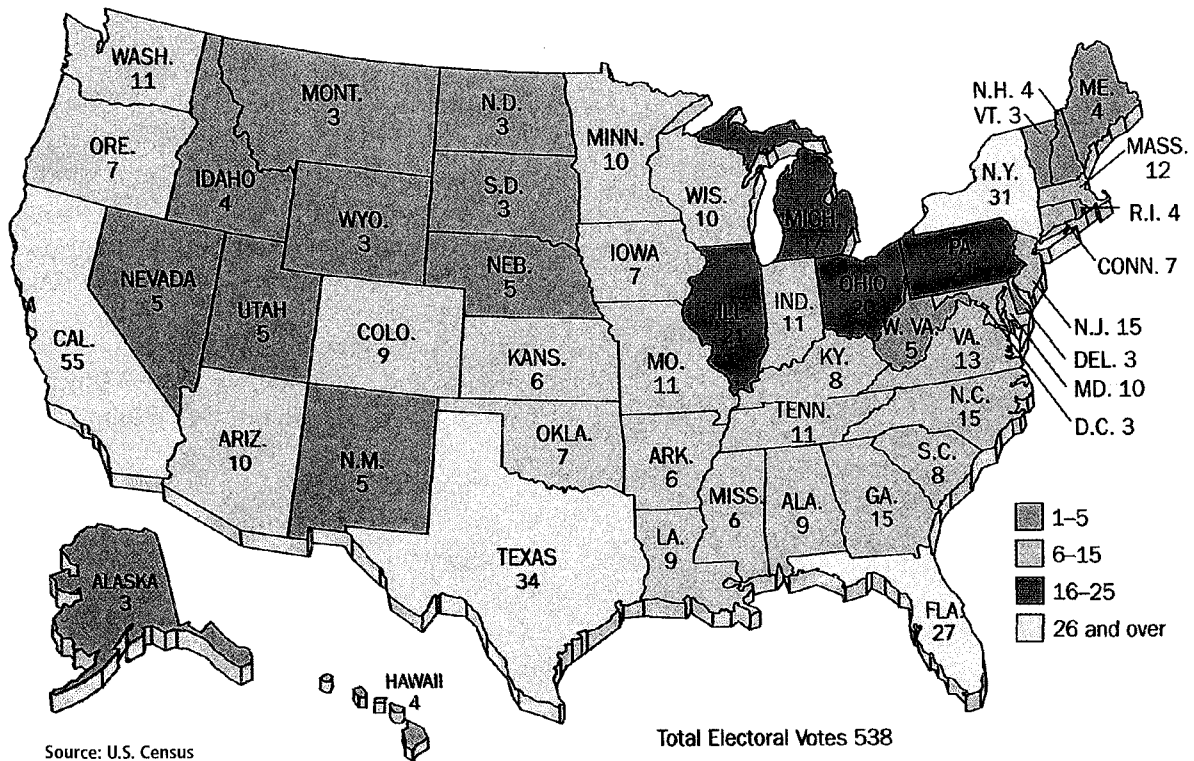 WASH.
11
ORE.
7
CAL.
55
NEVADA
5
IDAHO
4
MONT.
3
WYO.
3
UTAH
5
ARIZ.
10
COLO.
9
N.M.
5
N.D.
3
S.D.
3
NEB.
5
KANS.
6
OKLA.
7
TEXAS
34
MINN.
10
IOWA
7
MO.
11
ARK.
6
LA.
9
WIS.
10
ILL.
MICH.
IND.
11
OHIO
20
KY.
8
TENN.
11
MISS.
6
ALA.
9
GA.
15
FLA.
27
S.C.
8
N.C.
15
VA.
13
W. VA.
5
PA.
N.Y.
31
N.H. 4
VT. 3
ME.
4
MASS.
12
R.I. 4
CONN. 7
N.J. 15
DEL. 3
MD. 10
D.C. 3
3
ALASKA
3
HAWAII
4
1–5
6–15
16–25
26 and over
Total Electoral Votes 538
Source: U.S. Census